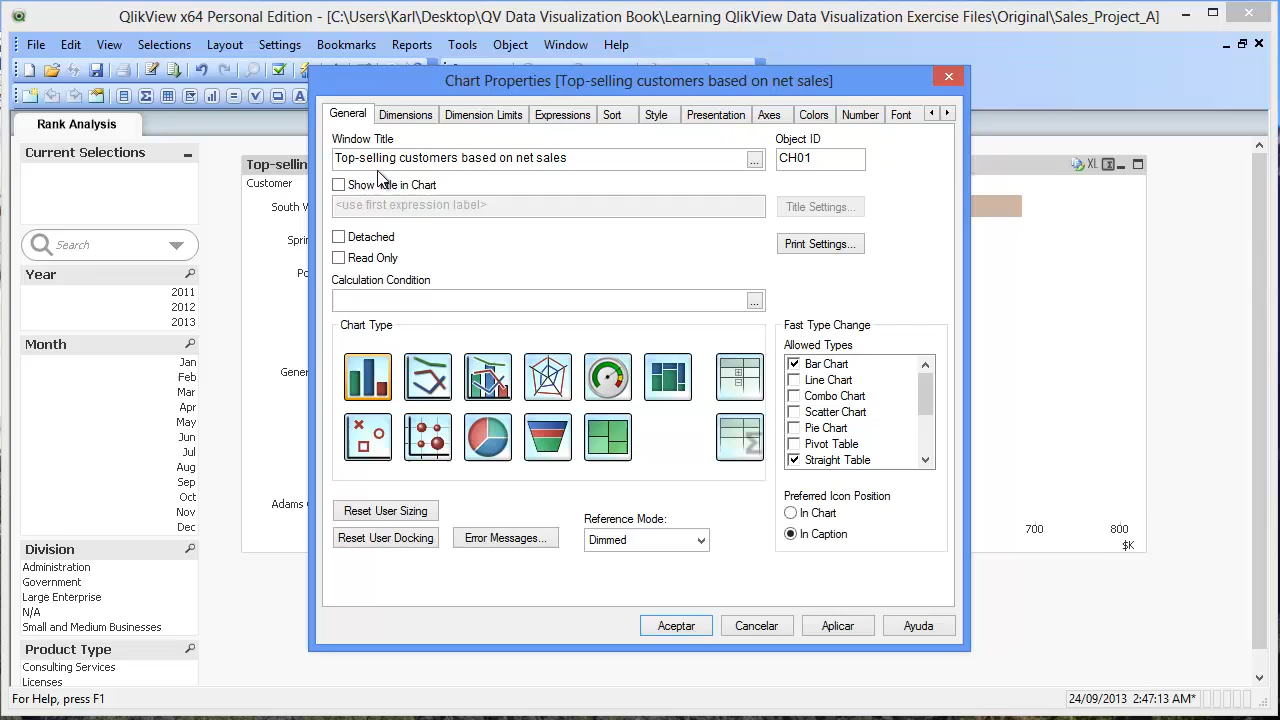 QlikView x64 Personal Edition - [C:\Users\Karl\Desktop\QV Data Visualization Book\Learning QlikView Data Visualization Exercise Files\Original\Sales_Project_A]
File Edit View Selections Layout Settings Bookmarks Reports Tools Object Window Help
Chart Properties [Top-selling customers based on net sales]
Rank Analysis
General Dimensions Dimension Limits Expressions Sort Style Presentation Axes Colors Number Font
Window Title
Object ID
Top-selling customers based on net sales
...
CH01
Show Title in Chart
<use first expression label>
Title Settings...
Detached
Print Settings...
Read Only
Calculation Condition
...
Chart Type
Fast Type Change
Allowed Types
Bar Chart
Line Chart
Combo Chart
Scatter Chart
Pie Chart
Pivot Table
Straight Table
Preferred Icon Position
In Chart
In Caption
Reset User Sizing
Reset User Docking
Error Messages...
Reference Mode:
Dimmed
Aceptar Cancelar Aplicar Ayuda
Current Selections
Search
Year
2011
2012
2013
Month
Jan
Feb
Mar
Apr
May
Jun
Jul
Aug
Sep
Oct
Nov
Dec
Division
Administration
Government
Large Enterprise
N/A
Small and Medium Businesses
Product Type
Consulting Services
Licenses
Top-sellin
XL
Customer
South W
Sprin
Po
Gener
Adams C
700 800
$K
For Help, press F1
24/09/2013 2:47:13 AM*